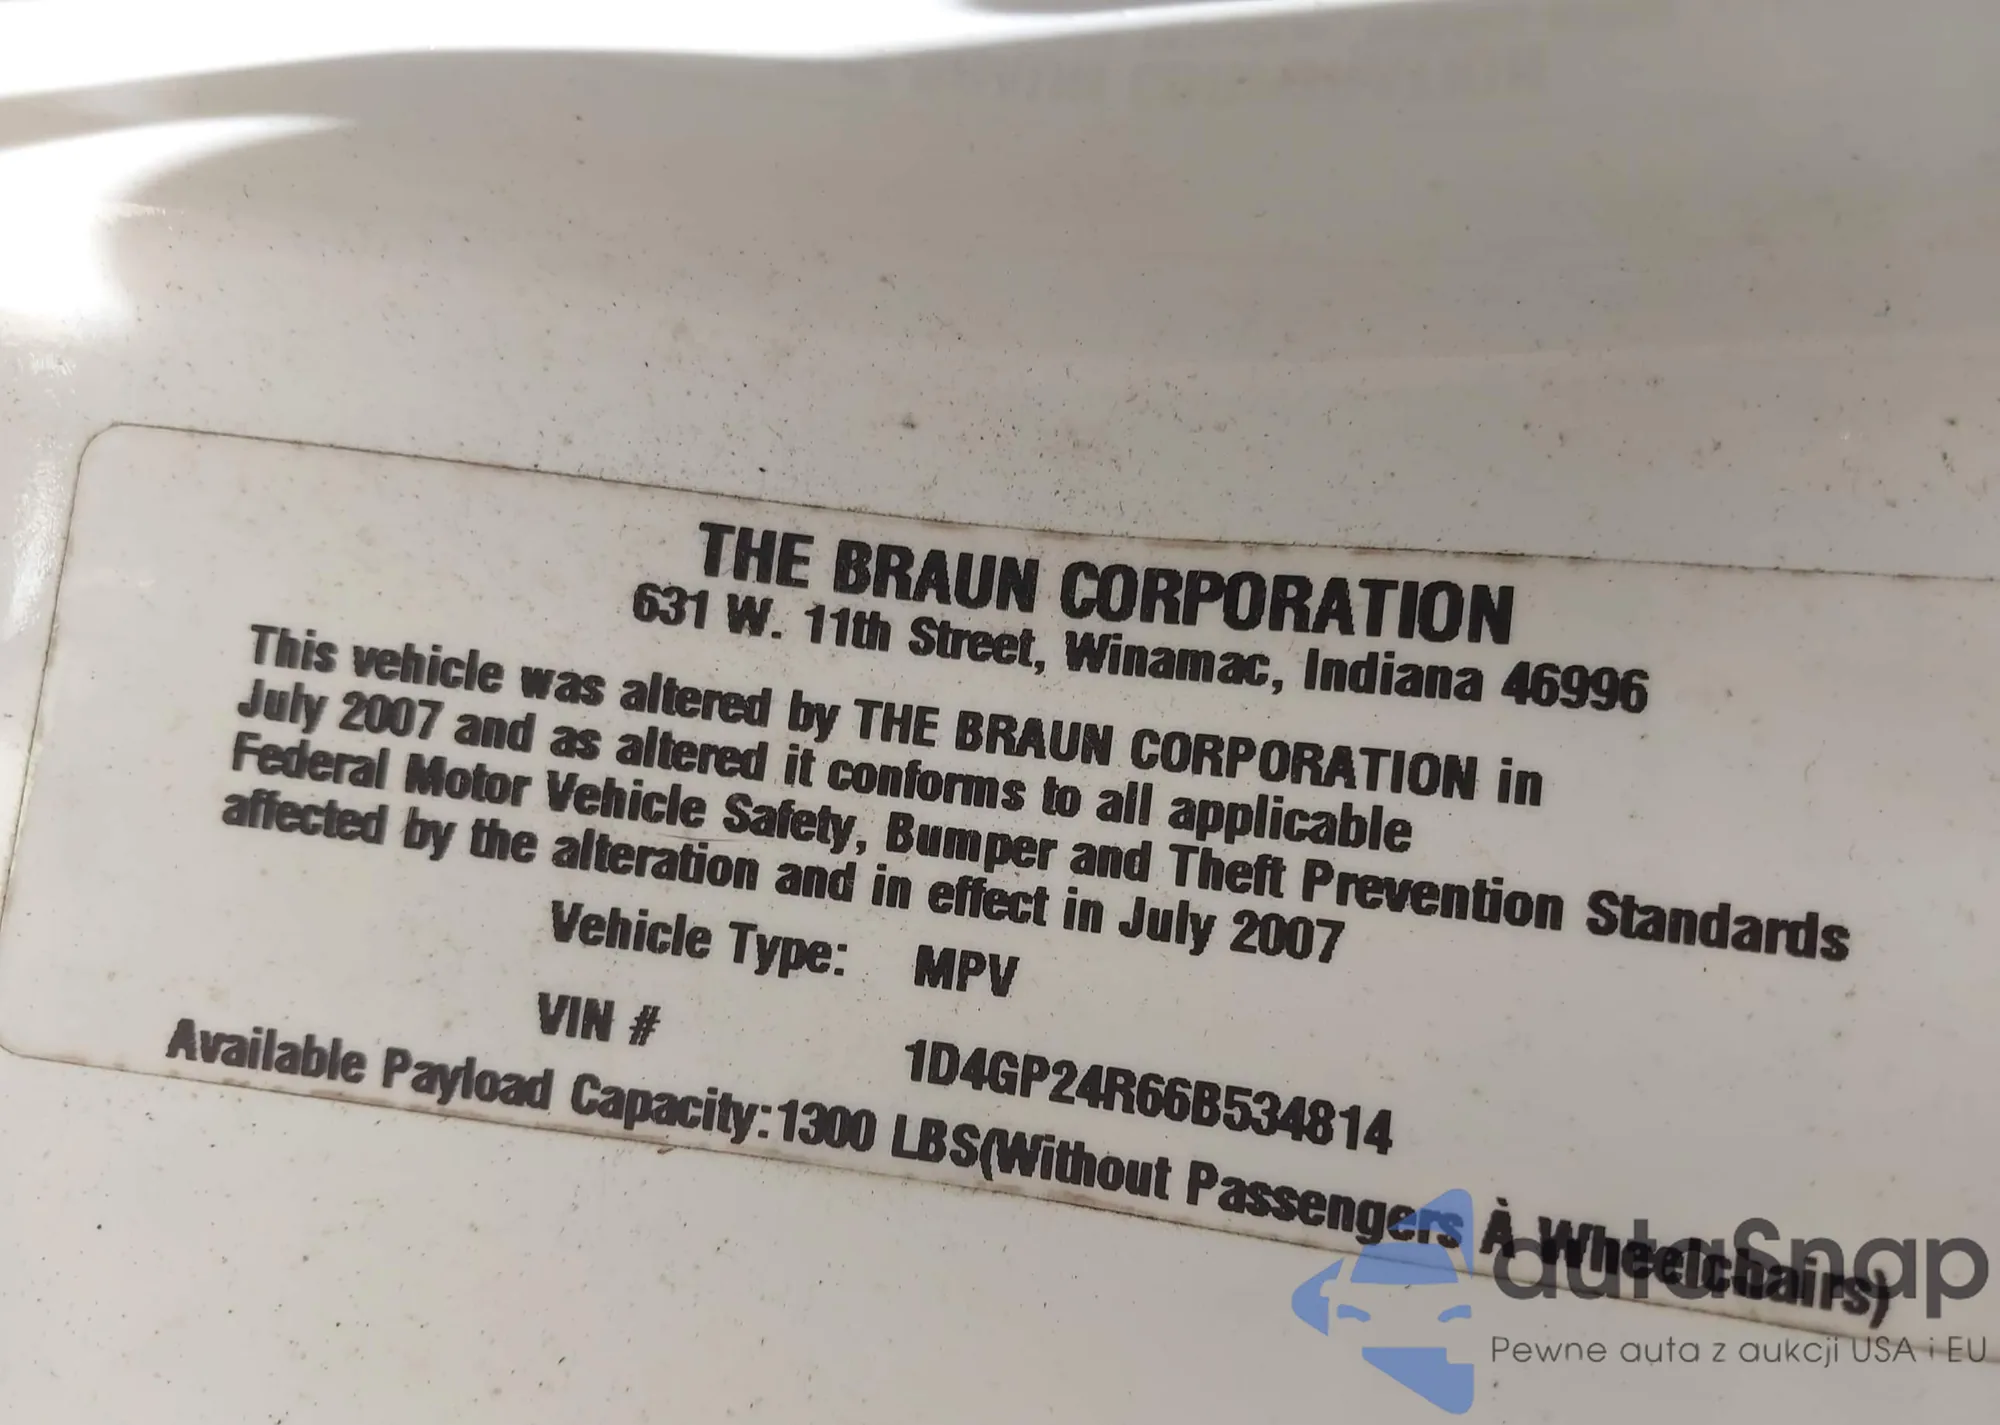 THE BRAUN CORPORATION
631 W. 11th Street, Winamac, Indiana 46996
This vehicle was altered by THE BRAUN CORPORATION in
July 2007 and as altered it conforms to all applicable
Federal Motor Vehicle Safety, Bumper and Theft Prevention Standards
affected by the alteration and in effect in July 2007
Vehicle Type: MPV
VIN # 1D4GP24R66B534814
Available Payload Capacity:1300 LBS(Without Passengers À Wheelchairs)
autaSnap
Pewne auta z aukcji USA i EU